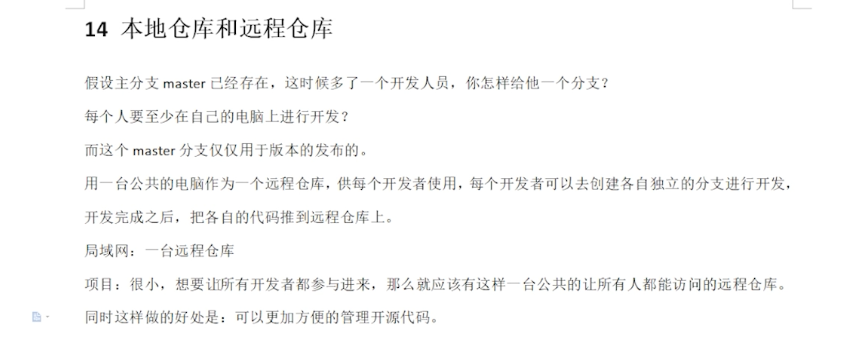 14 本地仓库和远程仓库
假设主分支 master 已经存在，这时候多了一个开发人员，你怎样给他一个分支？
每个人要至少在自己的电脑上进行开发？
而这个 master 分支仅仅用于版本的发布的。
用一台公共的电脑作为一个远程仓库，供每个开发者使用，每个开发者可以去创建各自独立的分支进行开发，
开发完成之后，把各自的代码推到远程仓库上。
局域网：一台远程仓库
项目：很小，想要让所有开发者都参与进来，那么就应该有这样一台公共的让所有人都能访问的远程仓库。
同时这样做的好处是：可以更加方便的管理开源代码。